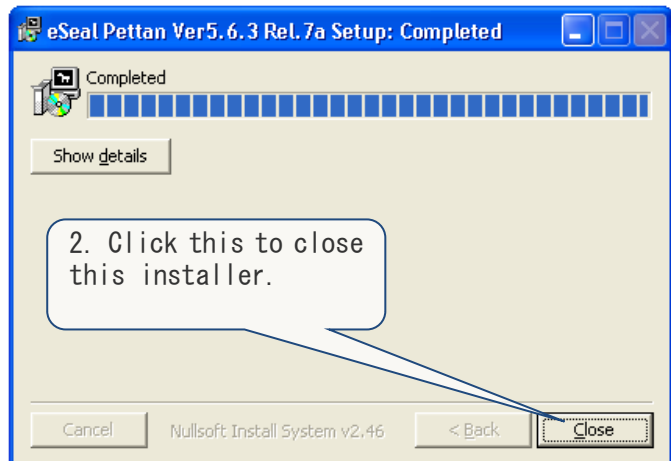 eSeal Pettan Ver5.6.3 Rel.7a Setup: Completed
Completed
Show details
2. Click this to close
this installer.
Cancel
Nullsoft Install System v2.46
< Back
Close